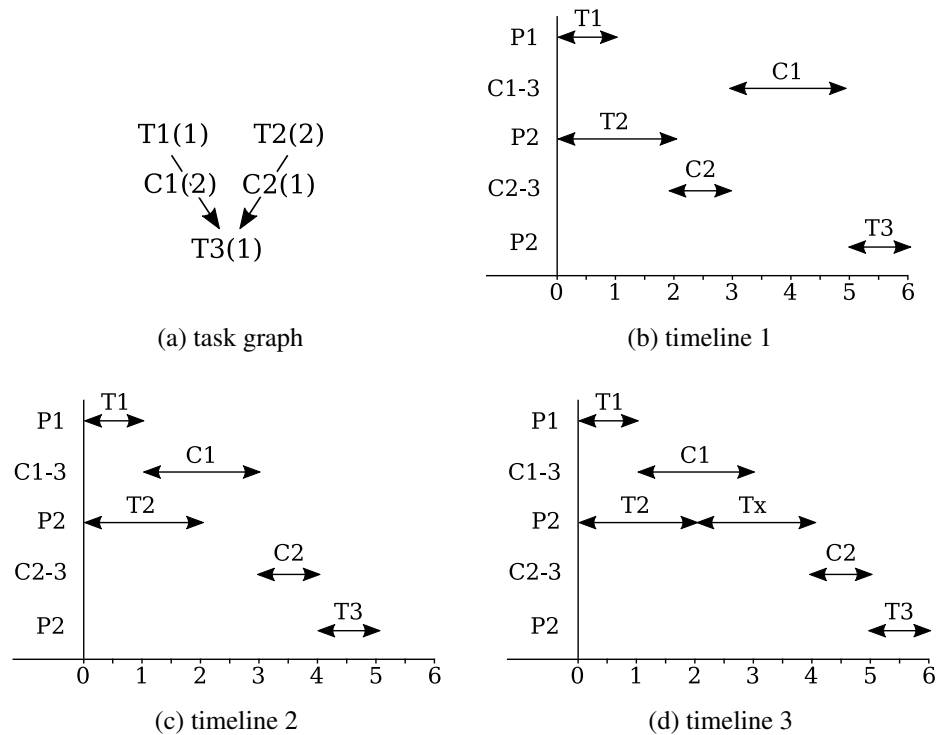 T1(1) T2(2)
C1(2) C2(1)
T3(1)
(a) task graph
P1 T1
C1-3 C1
P2 T2
C2-3 C2
P2 T3
0 1 2 3 4 5 6
(b) timeline 1
P1 T1
C1-3 C1
P2 T2
C2-3 C2
P2 T3
0 1 2 3 4 5 6
(c) timeline 2
P1 T1
C1-3 C1
P2 T2 Tx
C2-3 C2
P2 T3
0 1 2 3 4 5 6
(d) timeline 3